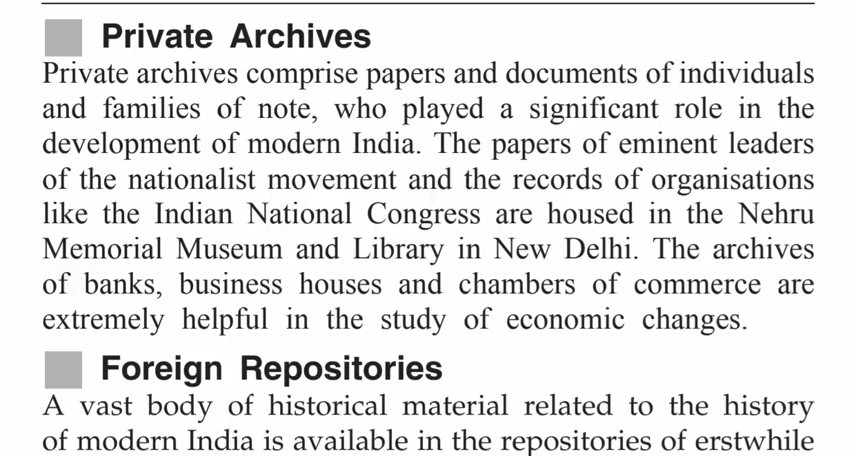 Private Archives
Private archives comprise papers and documents of individuals
and families of note, who played a significant role in the
development of modern India. The papers of eminent leaders
of the nationalist movement and the records of organisations
like the Indian National Congress are housed in the Nehru
Memorial Museum and Library in New Delhi. The archives
of banks, business houses and chambers of commerce are
extremely helpful in the study of economic changes.
Foreign Repositories
A vast body of historical material related to the history
of modern India is available in the repositories of erstwhile